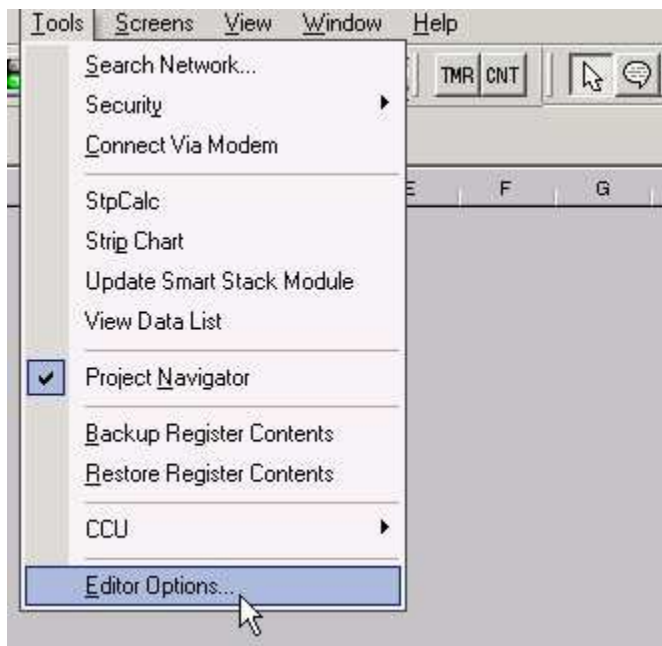 Tools Screens View Window Help
Search Network...
TMR CNT
Security
Connect Via Modem
E F G
StpCalc
Strip Chart
Update Smart Stack Module
View Data List
Project Navigator
Backup Register Contents
Restore Register Contents
CCU
Editor Options...